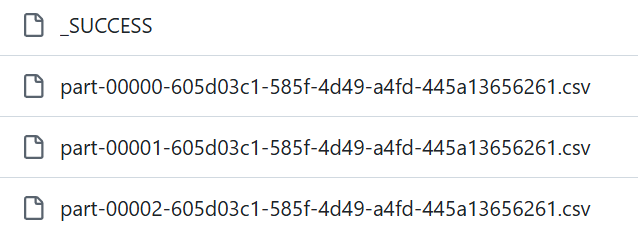 _SUCCESS
part-00000-605d03c1-585f-4d49-a4fd-445a13656261.csv
part-00001-605d03c1-585f-4d49-a4fd-445a13656261.csv
part-00002-605d03c1-585f-4d49-a4fd-445a13656261.csv